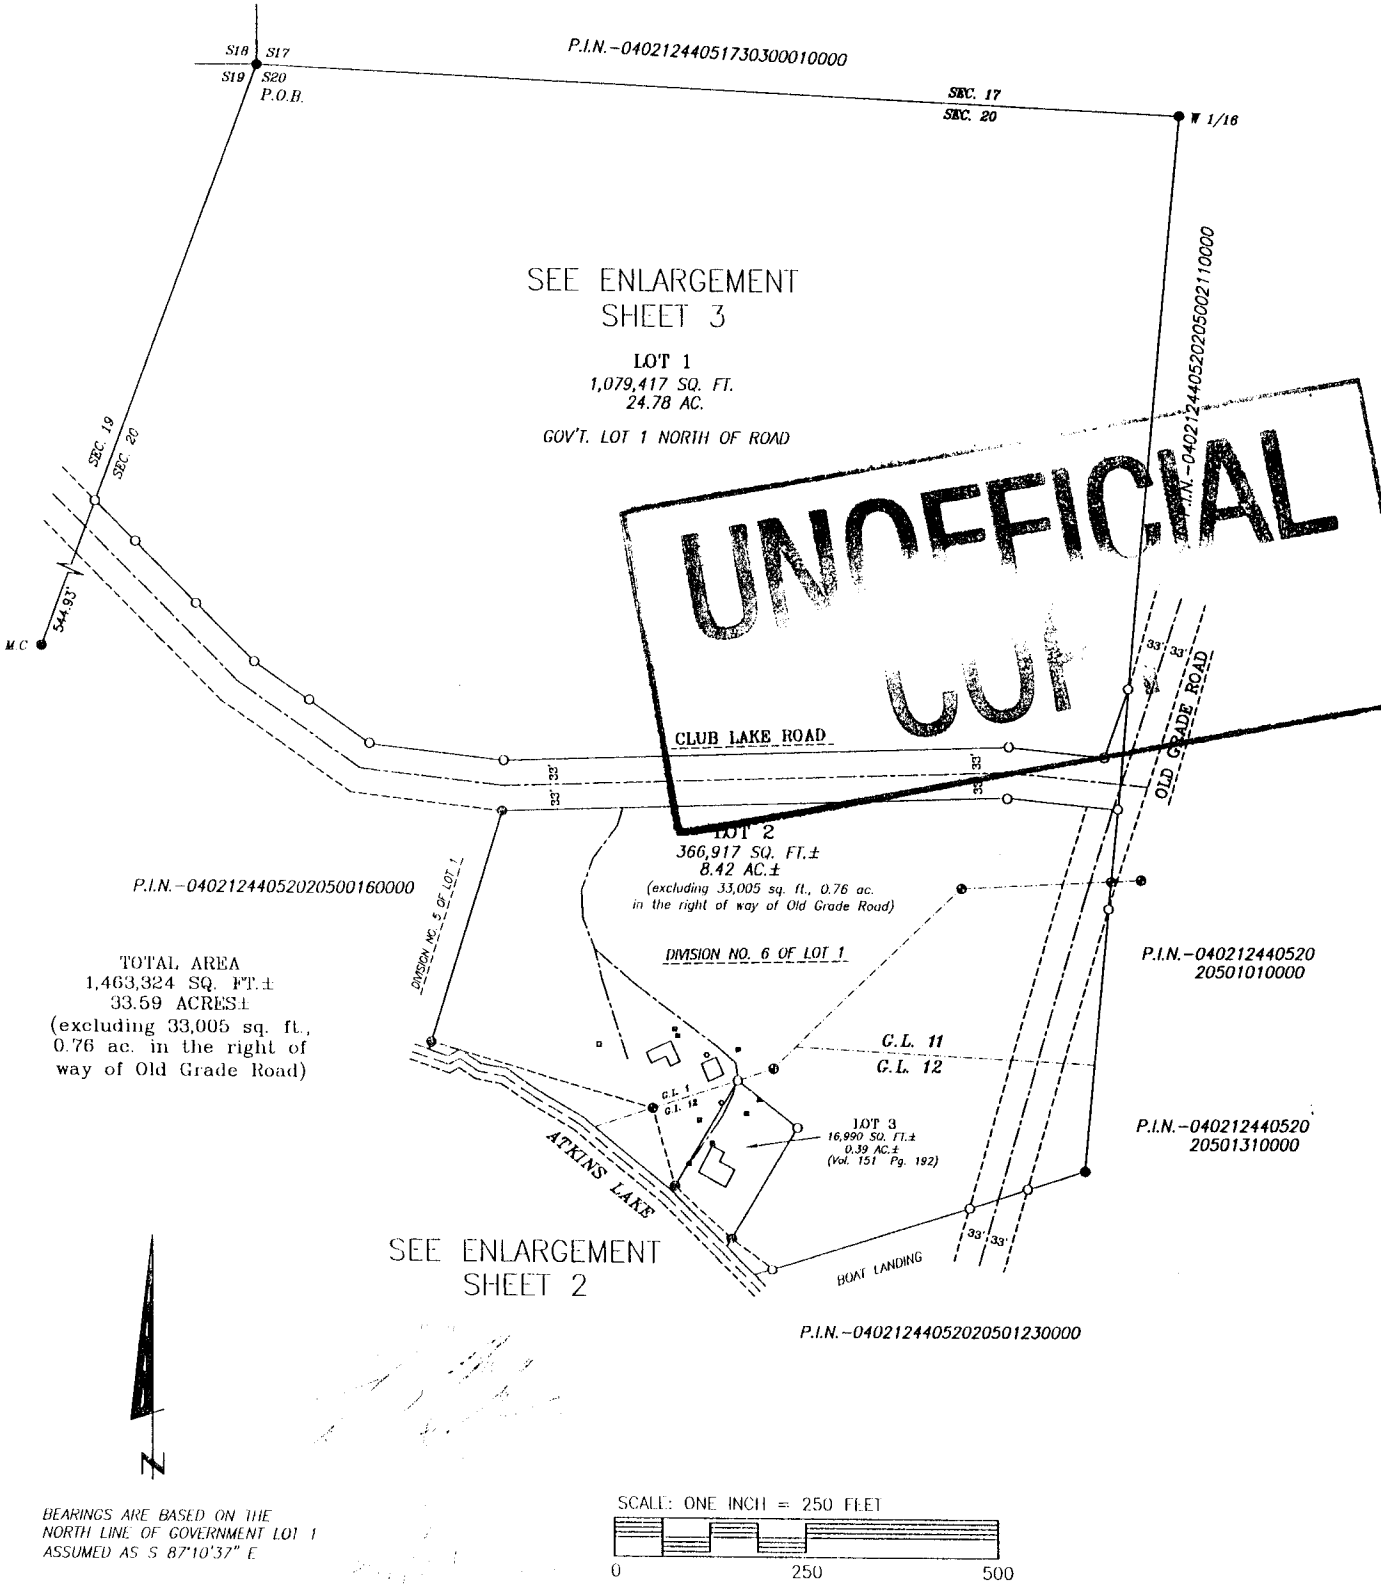 P.I.N.-04021244051730300010000
S18 S17
S19 S20
P.O.B.
SEC. 17
SEC. 20
W 1/16
P.I.N.-040212440520205002110000
SEE ENLARGEMENT
SHEET 3
LOT 1
1,079,417 SQ. FT.
24.78 AC.
GOV'T. LOT 1 NORTH OF ROAD
SEC. 19
SEC. 20
UNOFFICIAL
544.93'
M.C
33' 33'
OLD GRADE ROAD
CLUB LAKE ROAD
33'
33'
33'
33'
LOT 2
366,917 SQ. FT.±
8.42 AC.±
(excluding 33,005 sq. ft., 0.76 ac.
in the right of way of Old Grade Road)
P.I.N.-04021244052020500160000
DIVISION NO. 5 OF LOT 1
DIVISION NO. 6 OF LOT 1
P.I.N.-040212440520
20501010000
TOTAL AREA
1,463,324 SQ. FT.±
33.59 ACRES±
(excluding 33,005 sq. ft.,
0.76 ac. in the right of
way of Old Grade Road)
G.L. 11
G.L. 12
G.L. 1
G.L. 12
LOT 3
16,990 SQ. FT.±
0.39 AC.±
(Vol. 151 Pg. 192)
P.I.N.-040212440520
20501310000
ATKINS LAKE
33' 33'
SEE ENLARGEMENT
SHEET 2
BOAT LANDING
P.I.N.-04021244052020501230000
N
BEARINGS ARE BASED ON THE
NORTH LINE OF GOVERNMENT LOT 1
ASSUMED AS S 87°10'37" E
SCALE: ONE INCH = 250 FEET
0 250 500